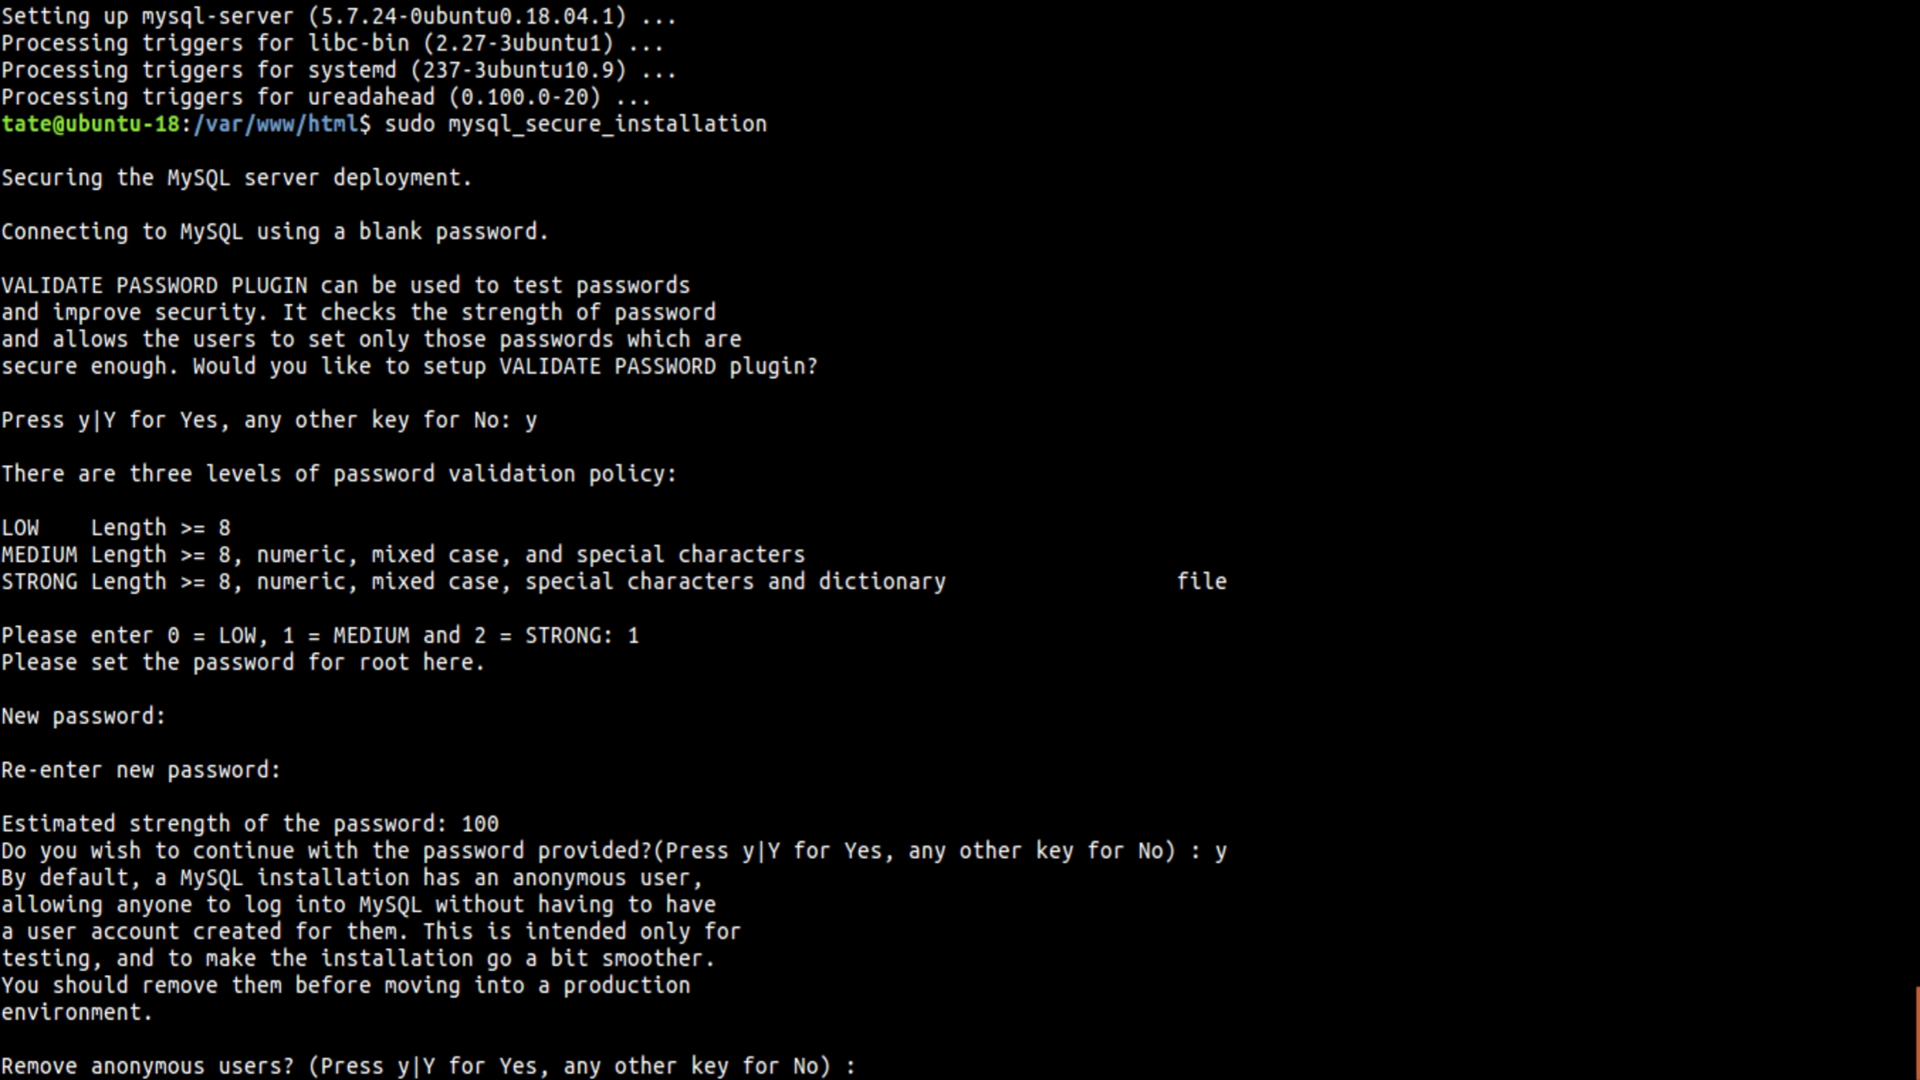 Setting up mysql-server (5.7.24-0ubuntu0.18.04.1) ...
Processing triggers for libc-bin (2.27-3ubuntu1) ...
Processing triggers for systemd (237-3ubuntu10.9) ...
Processing triggers for ureadahead (0.100.0-20) ...
tate@ubuntu-18:/var/www/html$ sudo mysql_secure_installation
Securing the MySQL server deployment.
Connecting to MySQL using a blank password.
VALIDATE PASSWORD PLUGIN can be used to test passwords
and improve security. It checks the strength of password
and allows the users to set only those passwords which are
secure enough. Would you like to setup VALIDATE PASSWORD plugin?
Press y|Y for Yes, any other key for No: y
There are three levels of password validation policy:
LOW    Length >= 8
MEDIUM Length >= 8, numeric, mixed case, and special characters
STRONG Length >= 8, numeric, mixed case, special characters and dictionary                  file
Please enter 0 = LOW, 1 = MEDIUM and 2 = STRONG: 1
Please set the password for root here.
New password:
Re-enter new password:
Estimated strength of the password: 100
Do you wish to continue with the password provided?(Press y|Y for Yes, any other key for No) : y
By default, a MySQL installation has an anonymous user,
allowing anyone to log into MySQL without having to have
a user account created for them. This is intended only for
testing, and to make the installation go a bit smoother.
You should remove them before moving into a production
environment.
Remove anonymous users? (Press y|Y for Yes, any other key for No) :